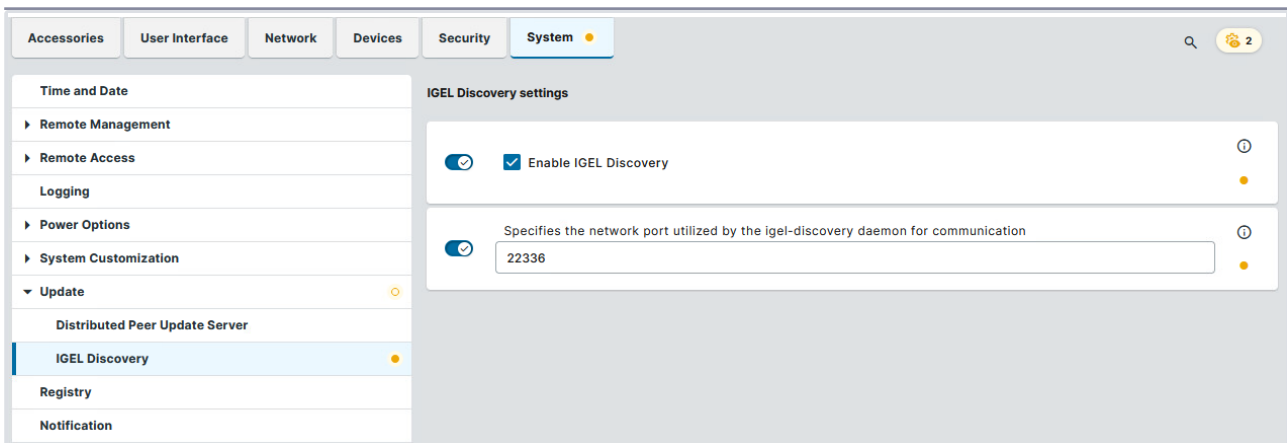 Accessories
User Interface
Network
Devices
Security
System
2
Time and Date
Remote Management
Remote Access
Logging
Power Options
System Customization
Update
Distributed Peer Update Server
IGEL Discovery
Registry
Notification
IGEL Discovery settings
Enable IGEL Discovery
Specifies the network port utilized by the igel-discovery daemon for communication
22336